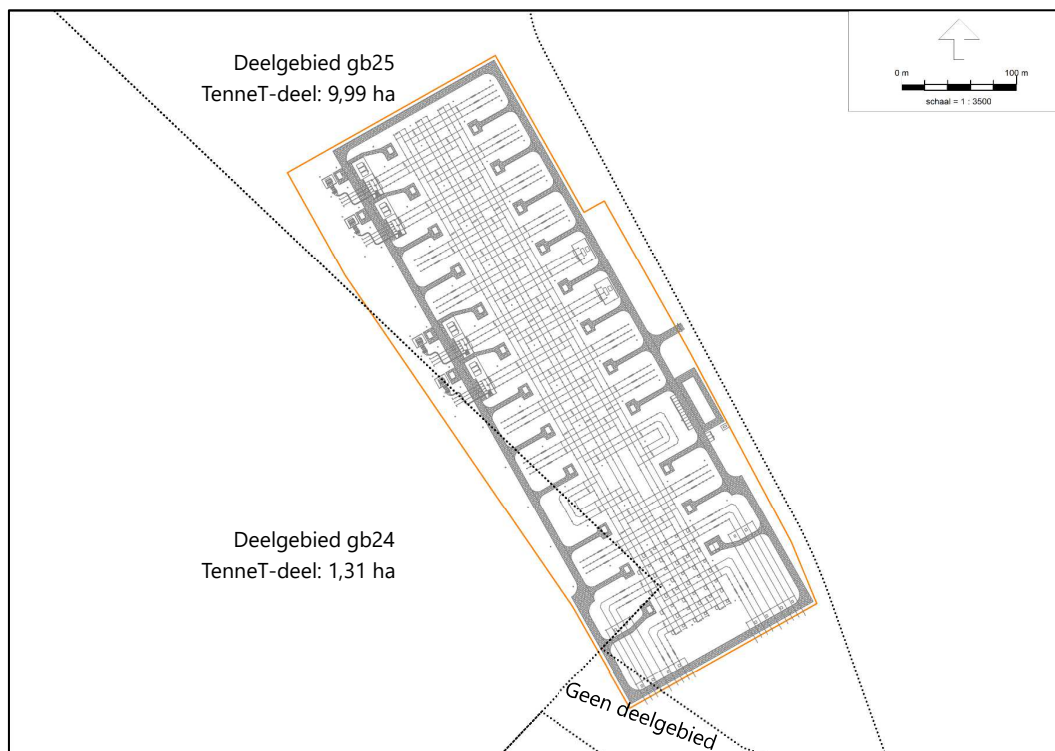 Deelgebied gb25
TenneT-deel: 9,99 ha
0 m 100 m
schaal = 1 : 3500
Deelgebied gb24
TenneT-deel: 1,31 ha
Geen deelgebied